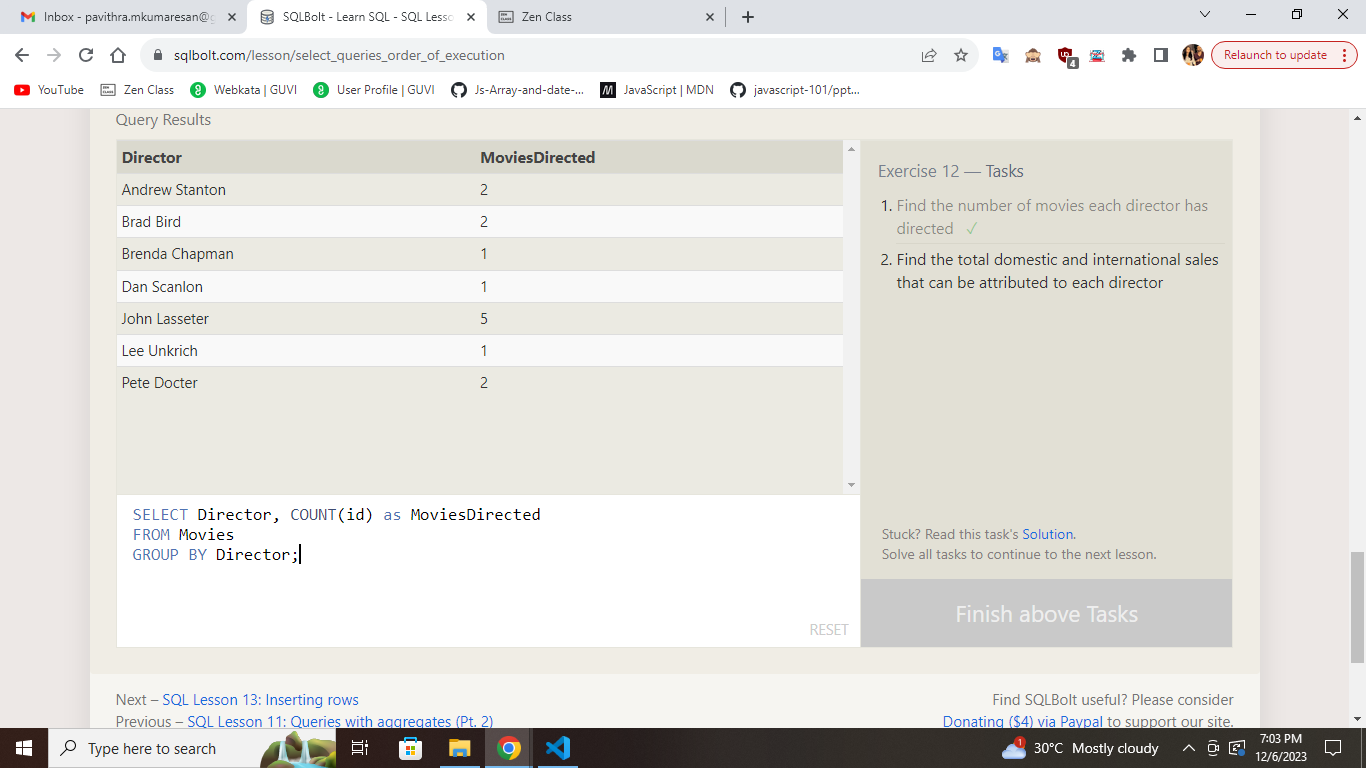 Inbox - pavithra.mkumaresan@g
SQLBolt - Learn SQL - SQL Lesso
Zen Class
sqlbolt.com/lesson/select_queries_order_of_execution
4
Relaunch to update
YouTube
Zen Class
Webkata | GUVI
User Profile | GUVI
Js-Array-and-date-...
JavaScript | MDN
javascript-101/ppt...
Query Results
Director MoviesDirected
Andrew Stanton 2
Brad Bird 2
Brenda Chapman 1
Dan Scanlon 1
John Lasseter 5
Lee Unkrich 1
Pete Docter 2
Exercise 12 — Tasks
1. Find the number of movies each director has
directed ✓
2. Find the total domestic and international sales
that can be attributed to each director
Stuck? Read this task's Solution.
Solve all tasks to continue to the next lesson.
Finish above Tasks
SELECT Director, COUNT(id) as MoviesDirected
FROM Movies
GROUP BY Director;
RESET
Next – SQL Lesson 13: Inserting rows
Previous – SQL Lesson 11: Queries with aggregates (Pt. 2)
Find SQLBolt useful? Please consider
Donating ($4) via Paypal to support our site.
Type here to search
1
30°C Mostly cloudy
7:03 PM
12/6/2023